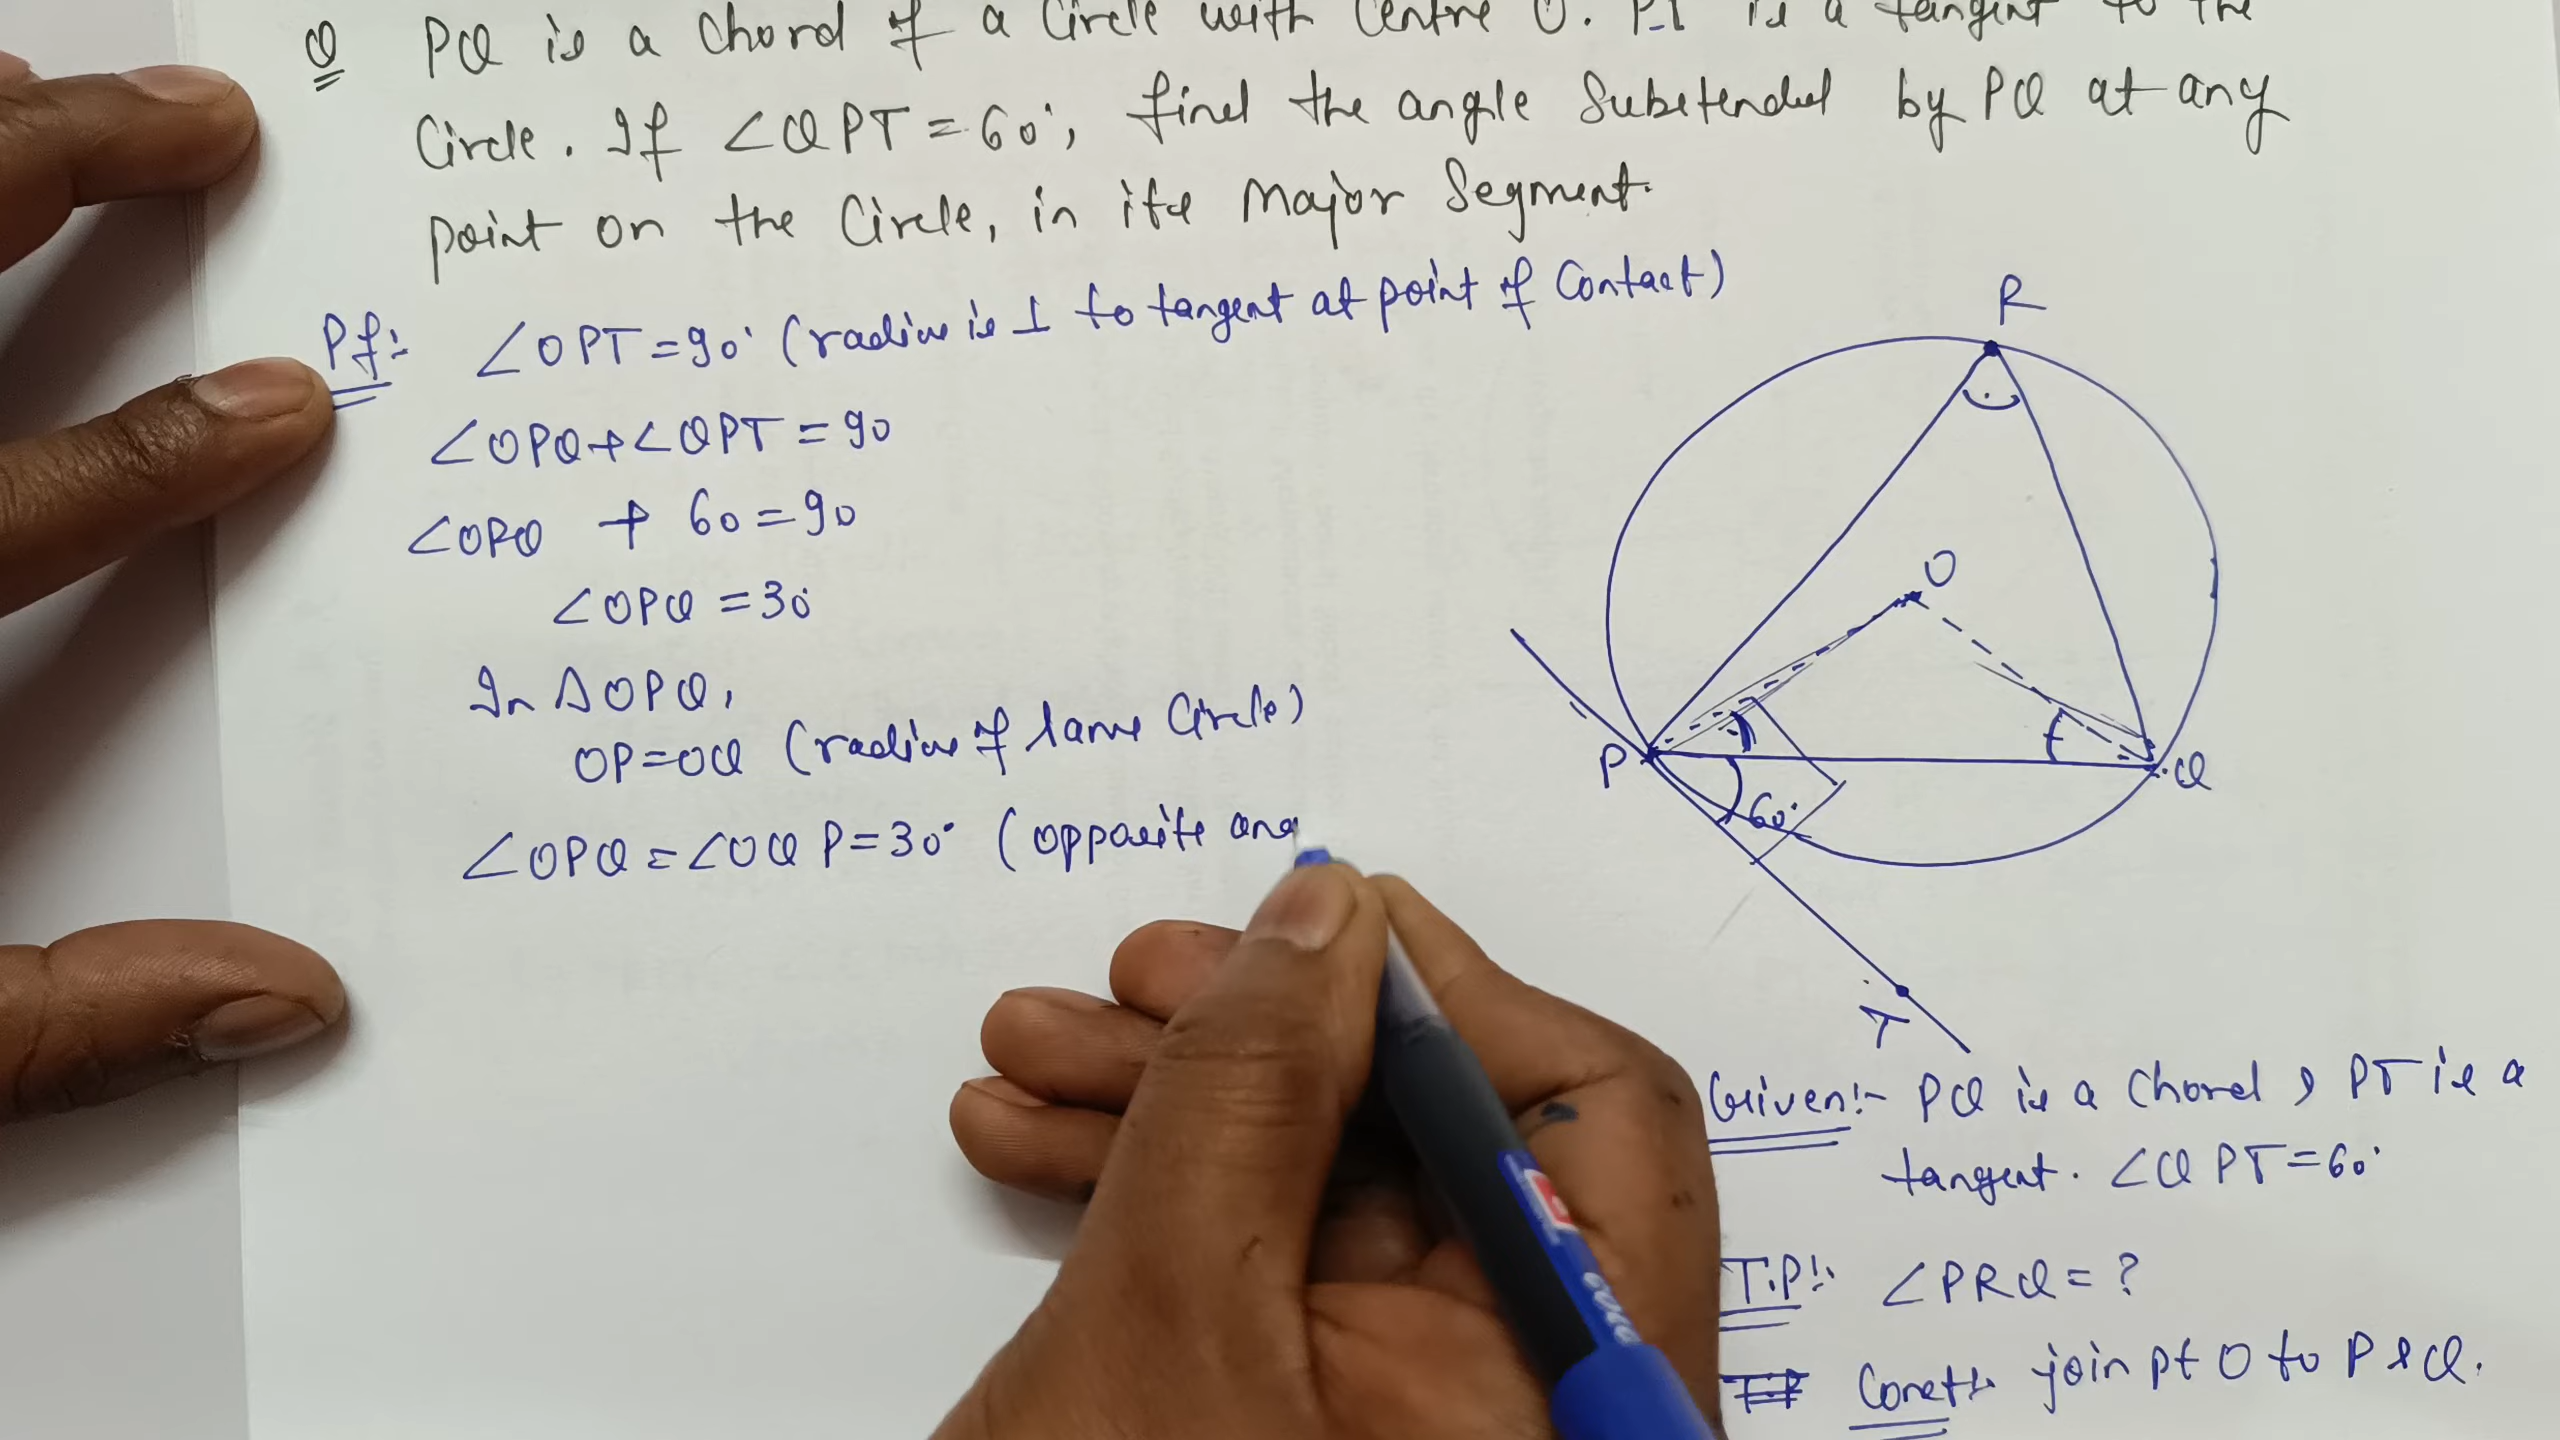 Q PQ is a Chord of a Circle with Centre O. PT is a tangent to the
Circle. If ∠QPT=60°, find the angle Subtended by PQ at any
point on the Circle, in its Major Segment.
Pf:- ∠OPT=90° (radius is ⊥ to tangent at point of Contact)
∠OPQ+∠QPT=90
∠OPQ + 60=90
∠OPQ=30°
In ΔOPQ,
OP=OQ (radius of same Circle)
∠OPQ=∠OQP=30° (opposite ang
R
O
P
Q
60°
T
Given:- PQ is a Chord & PT is a
tangent. ∠QPT=60°
T.P:- ∠PRQ=?
Const:- join pt O to P & Q.